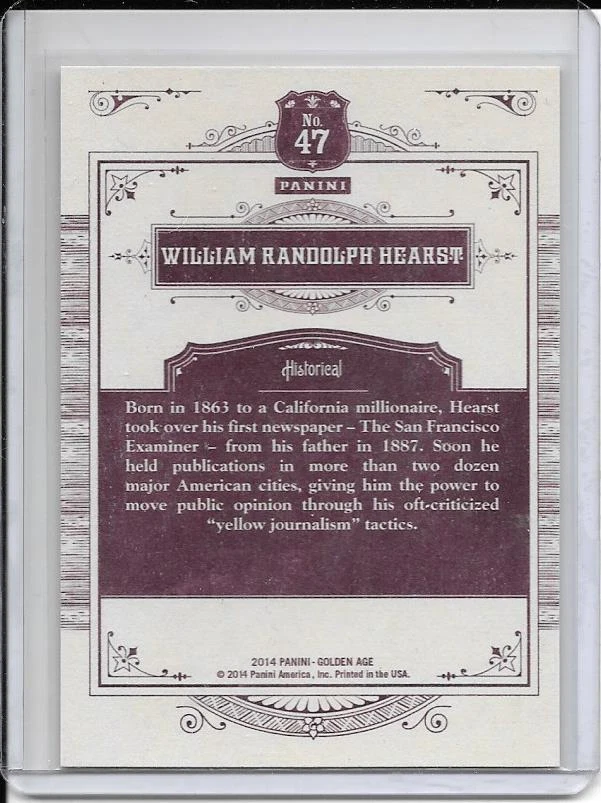 No.
47
PANINI
WILLIAM RANDOLPH HEARST
Historical
Born in 1863 to a California millionaire, Hearst
took over his first newspaper – The San Francisco
Examiner – from his father in 1887. Soon he
held publications in more than two dozen
major American cities, giving him the power to
move public opinion through his oft-criticized
“yellow journalism” tactics.
2014 PANINI - GOLDEN AGE
© 2014 Panini America, Inc. Printed in the USA.